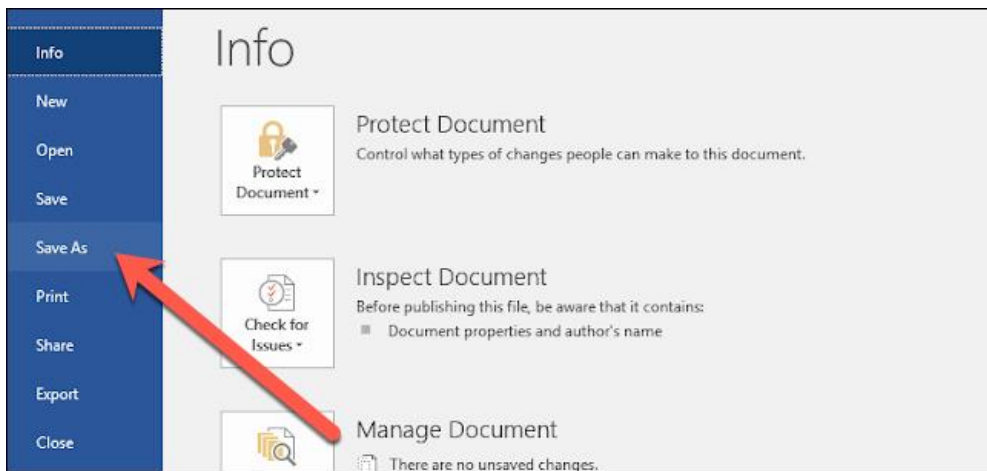 Info
New
Open
Save
Save As
Print
Share
Export
Close
Info
Protect
Document
Protect Document
Control what types of changes people can make to this document.
Check for
Issues
Inspect Document
Before publishing this file, be aware that it contains:
Document properties and author's name
Manage Document
There are no unsaved changes.